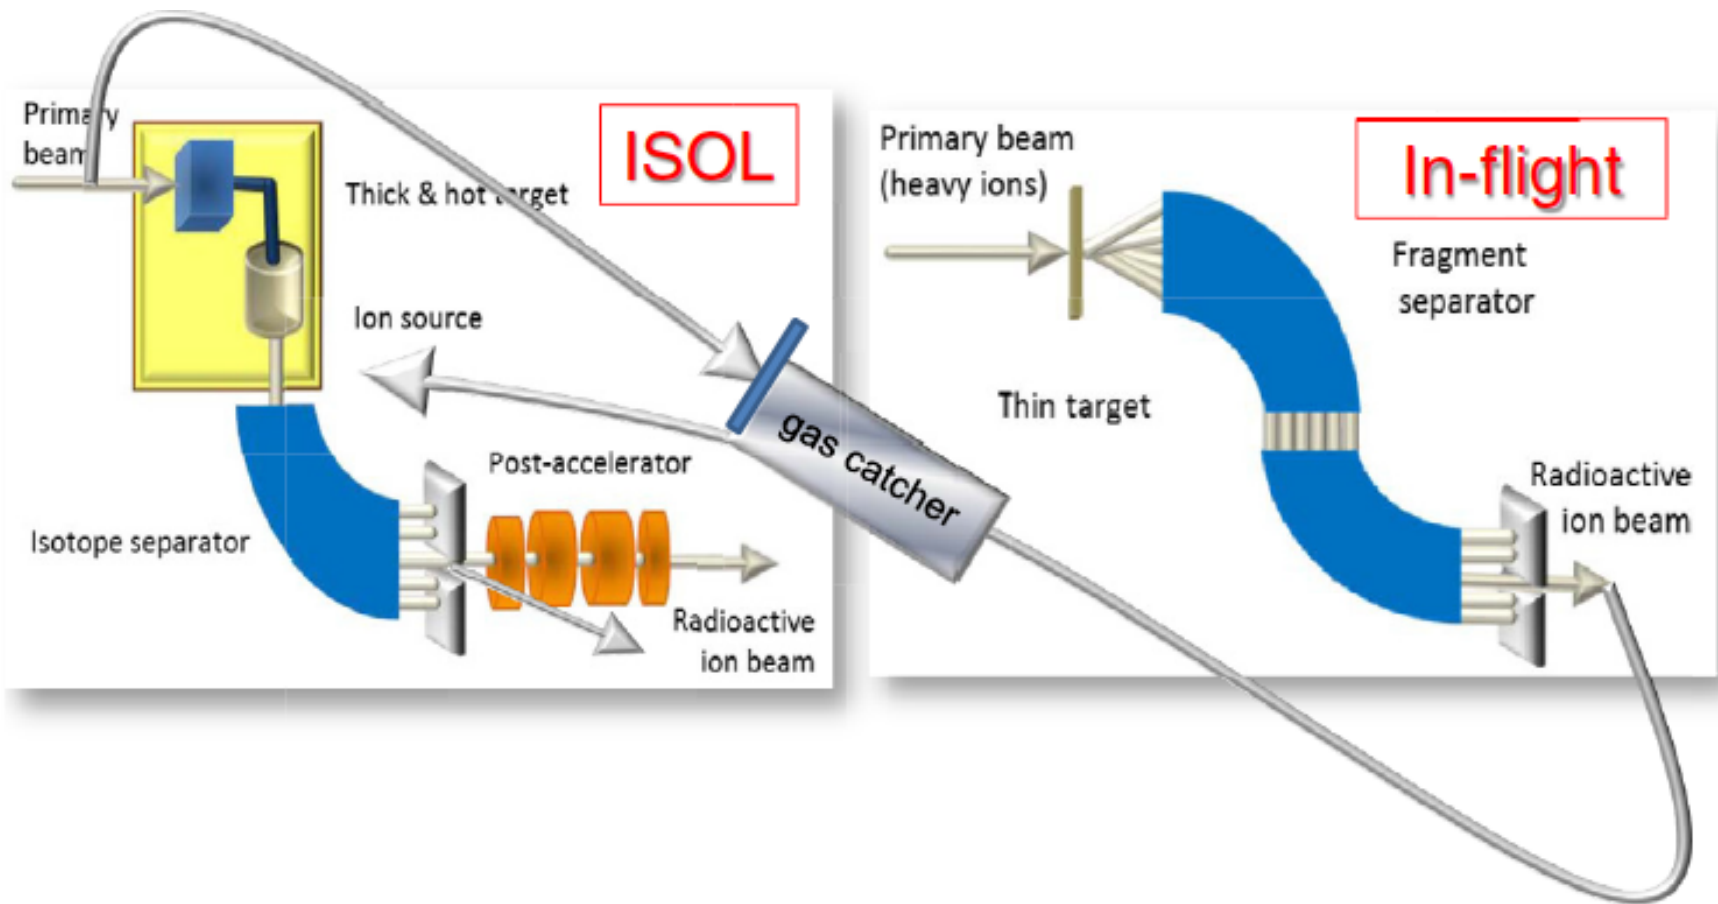 Primary
beam
ISOL
Thick & hot target
Ion source
Post-accelerator
Isotope separator
Radioactive
ion beam
gas catcher
Primary beam
(heavy ions)
In-flight
Fragment
separator
Thin target
Radioactive
ion beam